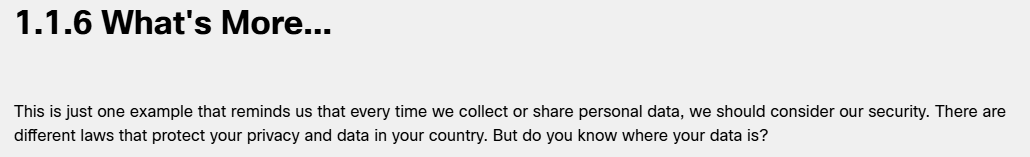 1.1.6 What's More...
This is just one example that reminds us that every time we collect or share personal data, we should consider our security. There are
different laws that protect your privacy and data in your country. But do you know where your data is?